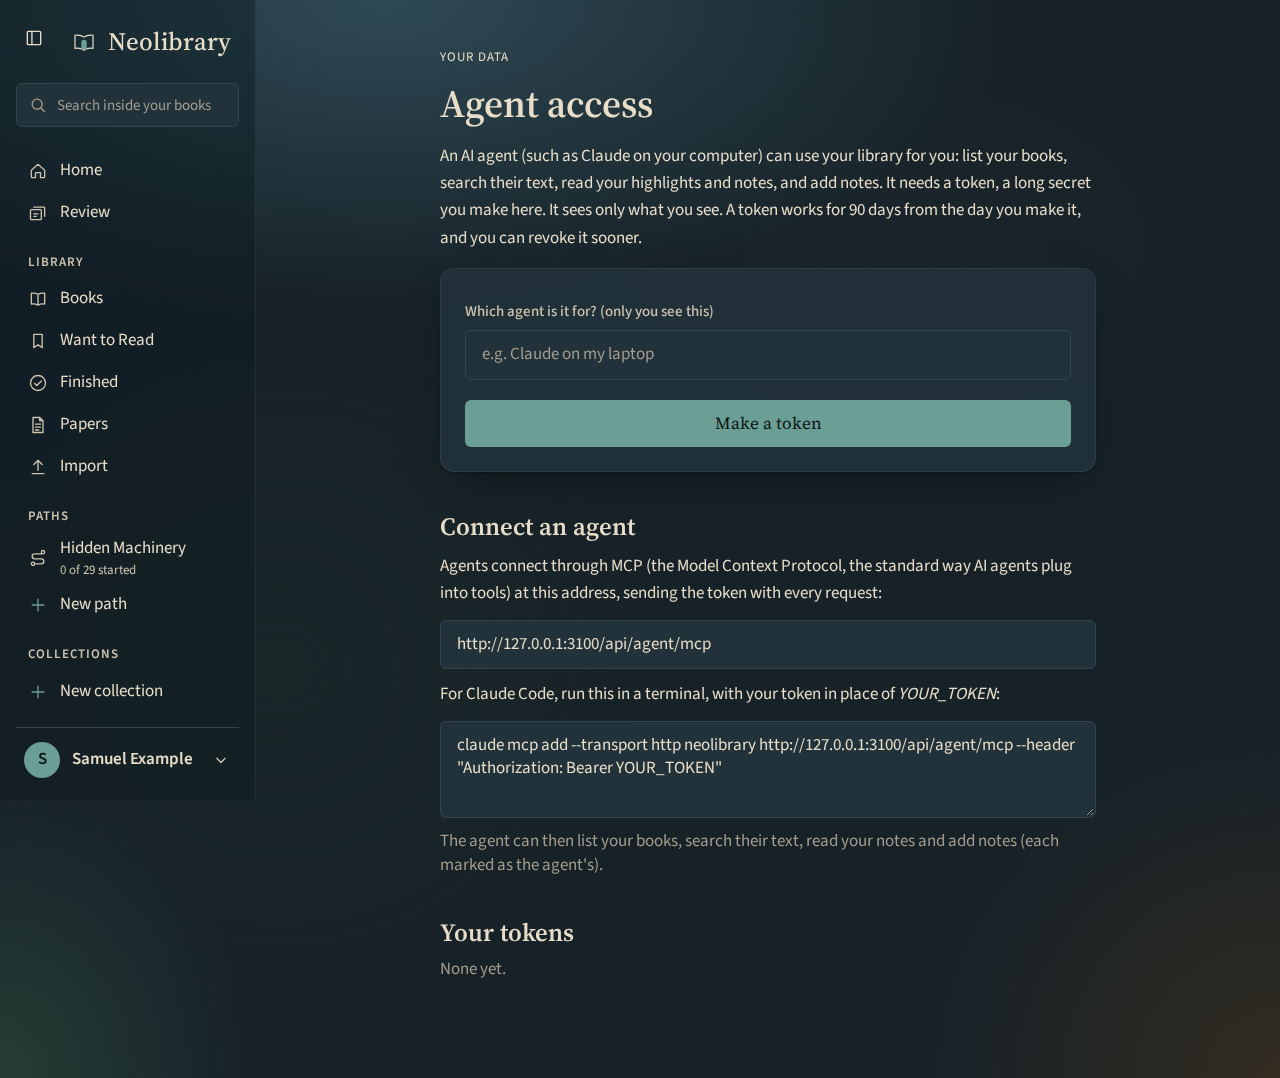 Neolibrary
Search inside your books
Home
Review
LIBRARY
Books
Want to Read
Finished
Papers
Import
PATHS
Hidden Machinery
0 of 29 started
New path
COLLECTIONS
New collection
S
Samuel Example
YOUR DATA
Agent access
An AI agent (such as Claude on your computer) can use your library for you: list your books,
search their text, read your highlights and notes, and add notes. It needs a token, a long secret
you make here. It sees only what you see. A token works for 90 days from the day you make it,
and you can revoke it sooner.
Which agent is it for? (only you see this)
e.g. Claude on my laptop
Make a token
Connect an agent
Agents connect through MCP (the Model Context Protocol, the standard way AI agents plug
into tools) at this address, sending the token with every request:
http://127.0.0.1:3100/api/agent/mcp
For Claude Code, run this in a terminal, with your token in place of YOUR_TOKEN:
claude mcp add --transport http neolibrary http://127.0.0.1:3100/api/agent/mcp --header
"Authorization: Bearer YOUR_TOKEN"
The agent can then list your books, search their text, read your notes and add notes (each
marked as the agent's).
Your tokens
None yet.